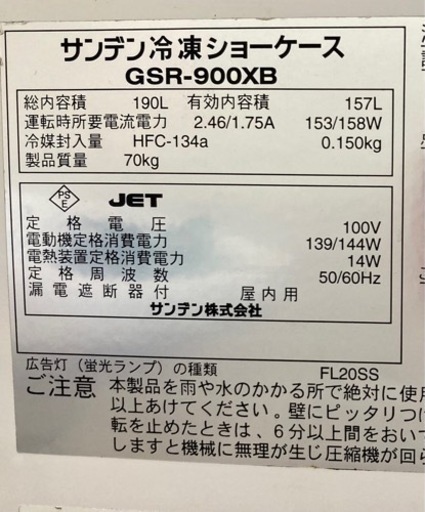 サンデン冷凍ショーケース
GSR-900XB
総内容積 190L 有効内容積 157L
運転時所要電流電力 2.46/1.75A 153/158W
冷媒封入量 HFC-134a 0.150kg
製品質量 70kg
PS E JET
定格電圧 100V
電動機定格消費電力 139/144W
電熱装置定格消費電力 14W
定格周波数 50/60Hz
漏電遮断器付 屋内用
サンデン株式会社
広告灯（蛍光ランプ）の種類 FL20SS
ご注意 本製品を雨や水のかかる所で絶対に使
以上あけてください。壁にピッタリつ
転を止めたときは、6分以上間をおい
しますと機械に無理が生じ圧縮機が回